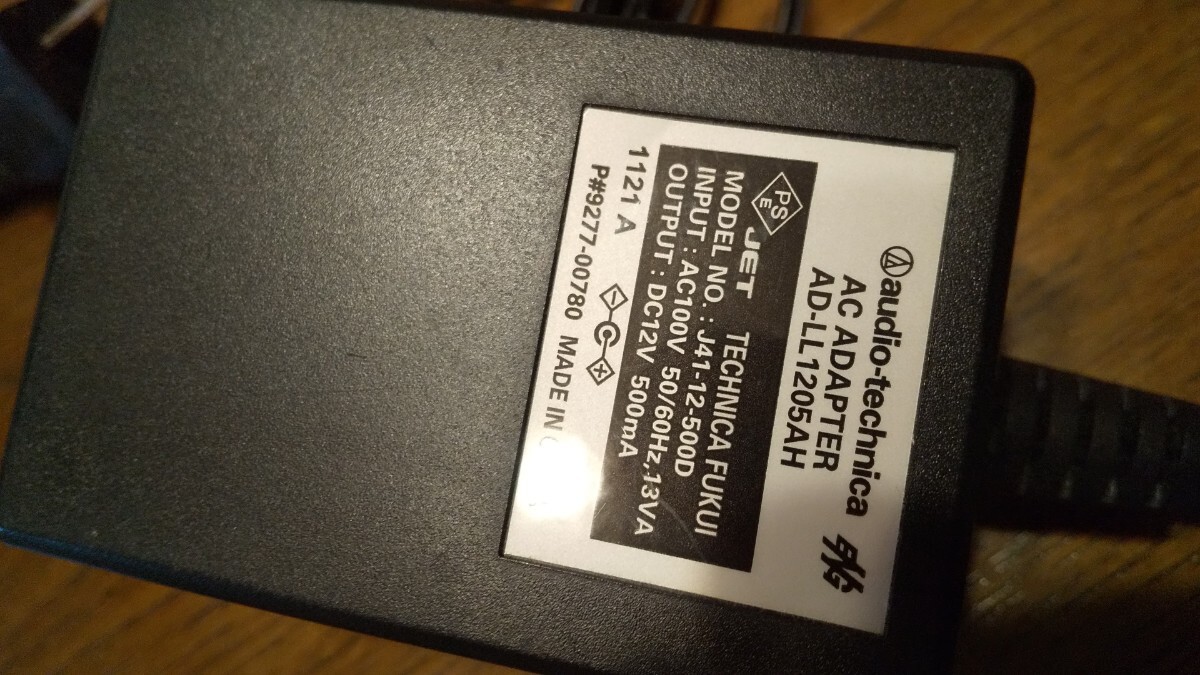 audio-technica
AC ADAPTER
AD-LL1205AH
PSE JET TECHNICA FUKUI
MODEL NO. : J41-12-500D
INPUT : AC100V 50/60Hz,13VA
OUTPUT : DC12V 500mA
1121 A
P#9277-00780 MADE IN